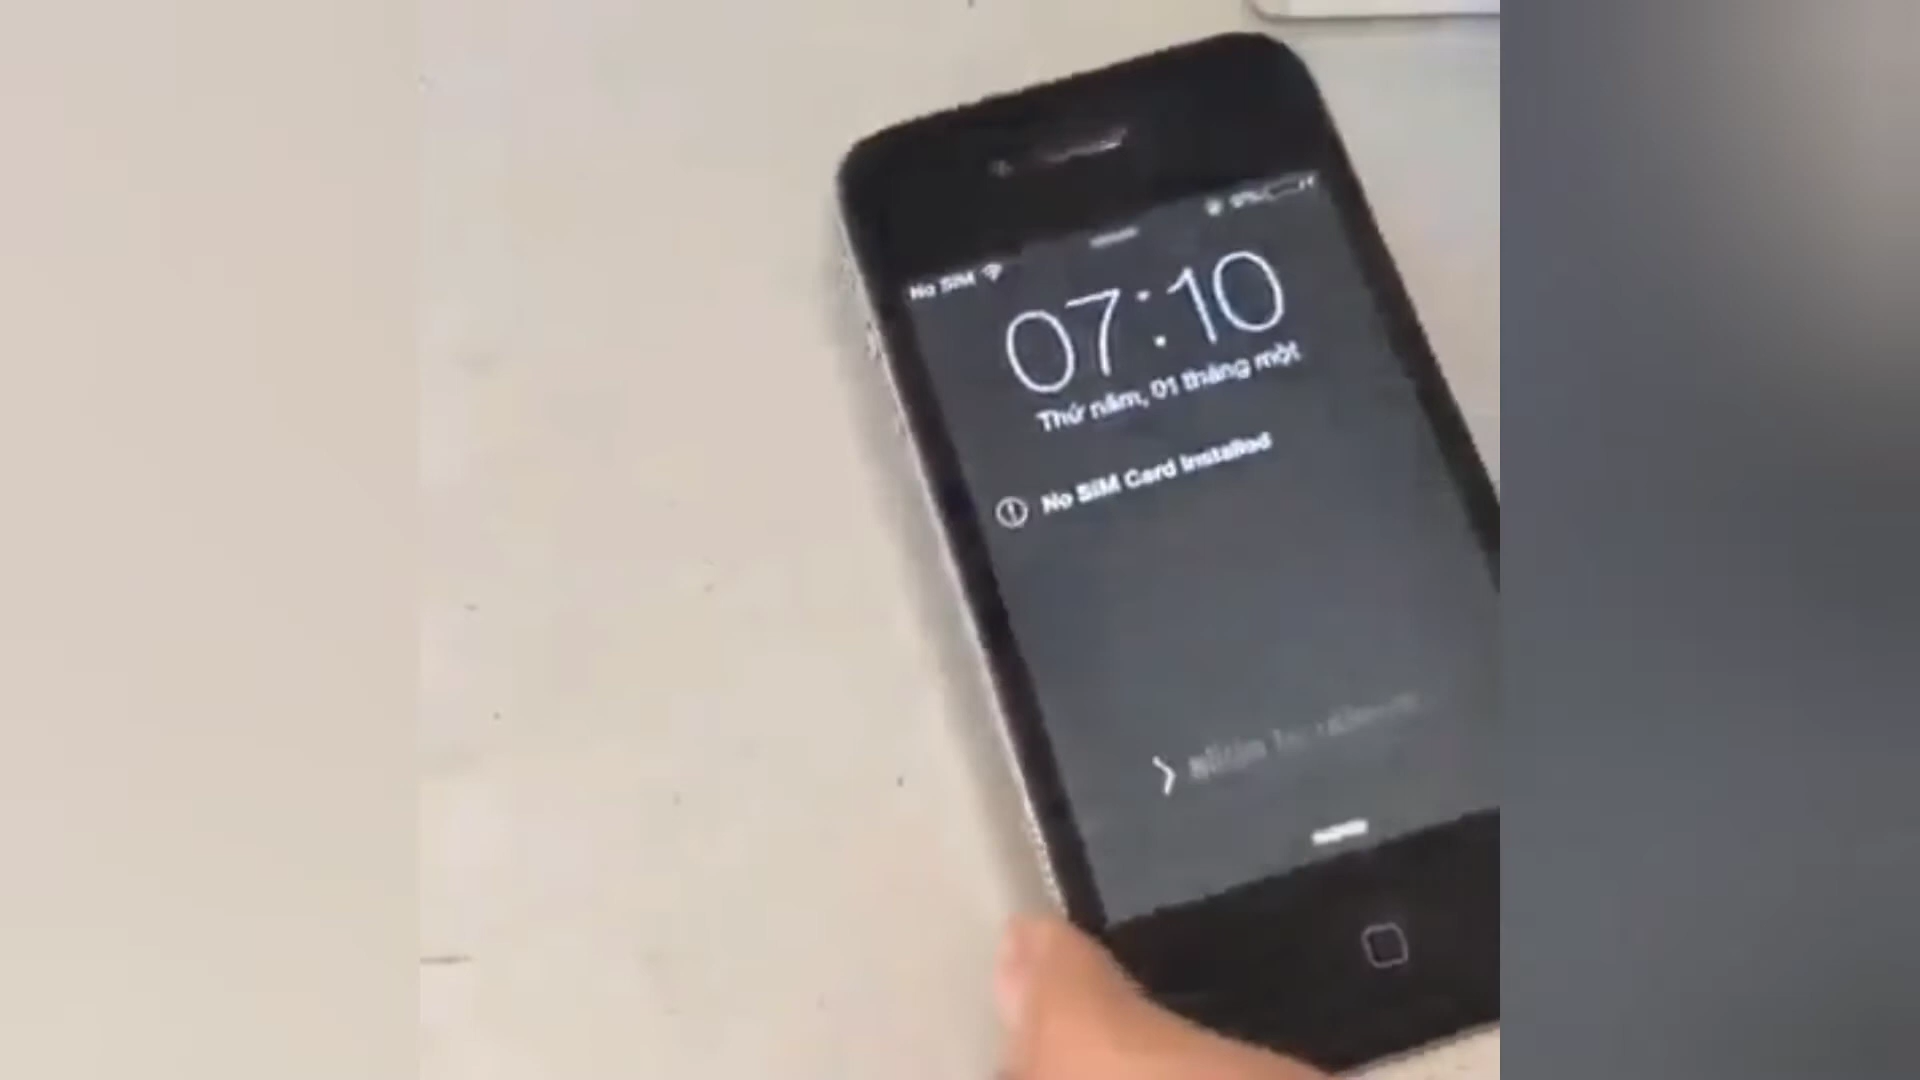 No SIM
07:10
Thứ năm, 01 tháng một
No SIM Card Installed